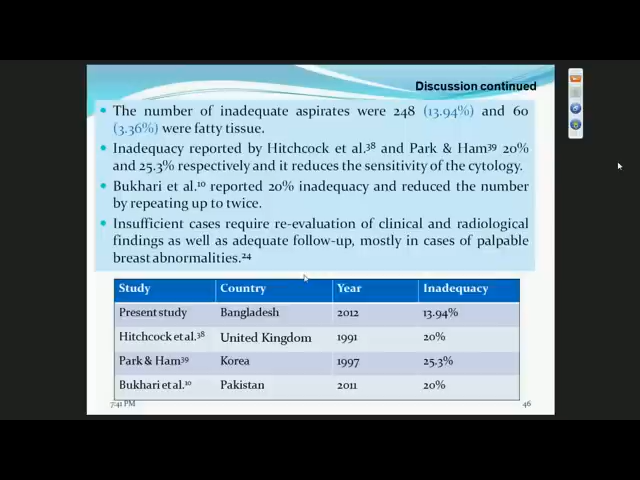 Discussion continued
• The number of inadequate aspirates were 248 (13.94%) and 60
(3.36%) were fatty tissue.
• Inadequacy reported by Hitchcock et al.³⁸ and Park & Ham³⁹ 20%
and 25.3% respectively and it reduces the sensitivity of the cytology.
• Bukhari et al.¹⁰ reported 20% inadequacy and reduced the number
by repeating up to twice.
• Insufficient cases require re-evaluation of clinical and radiological
findings as well as adequate follow-up, mostly in cases of palpable
breast abnormalities.²⁴
Study Country Year Inadequacy
Present study Bangladesh 2012 13.94%
Hitchcock et al.³⁸ United Kingdom 1991 20%
Park & Ham³⁹ Korea 1997 25.3%
Bukhari et al.¹⁰ Pakistan 2011 20%
7:41 PM 46